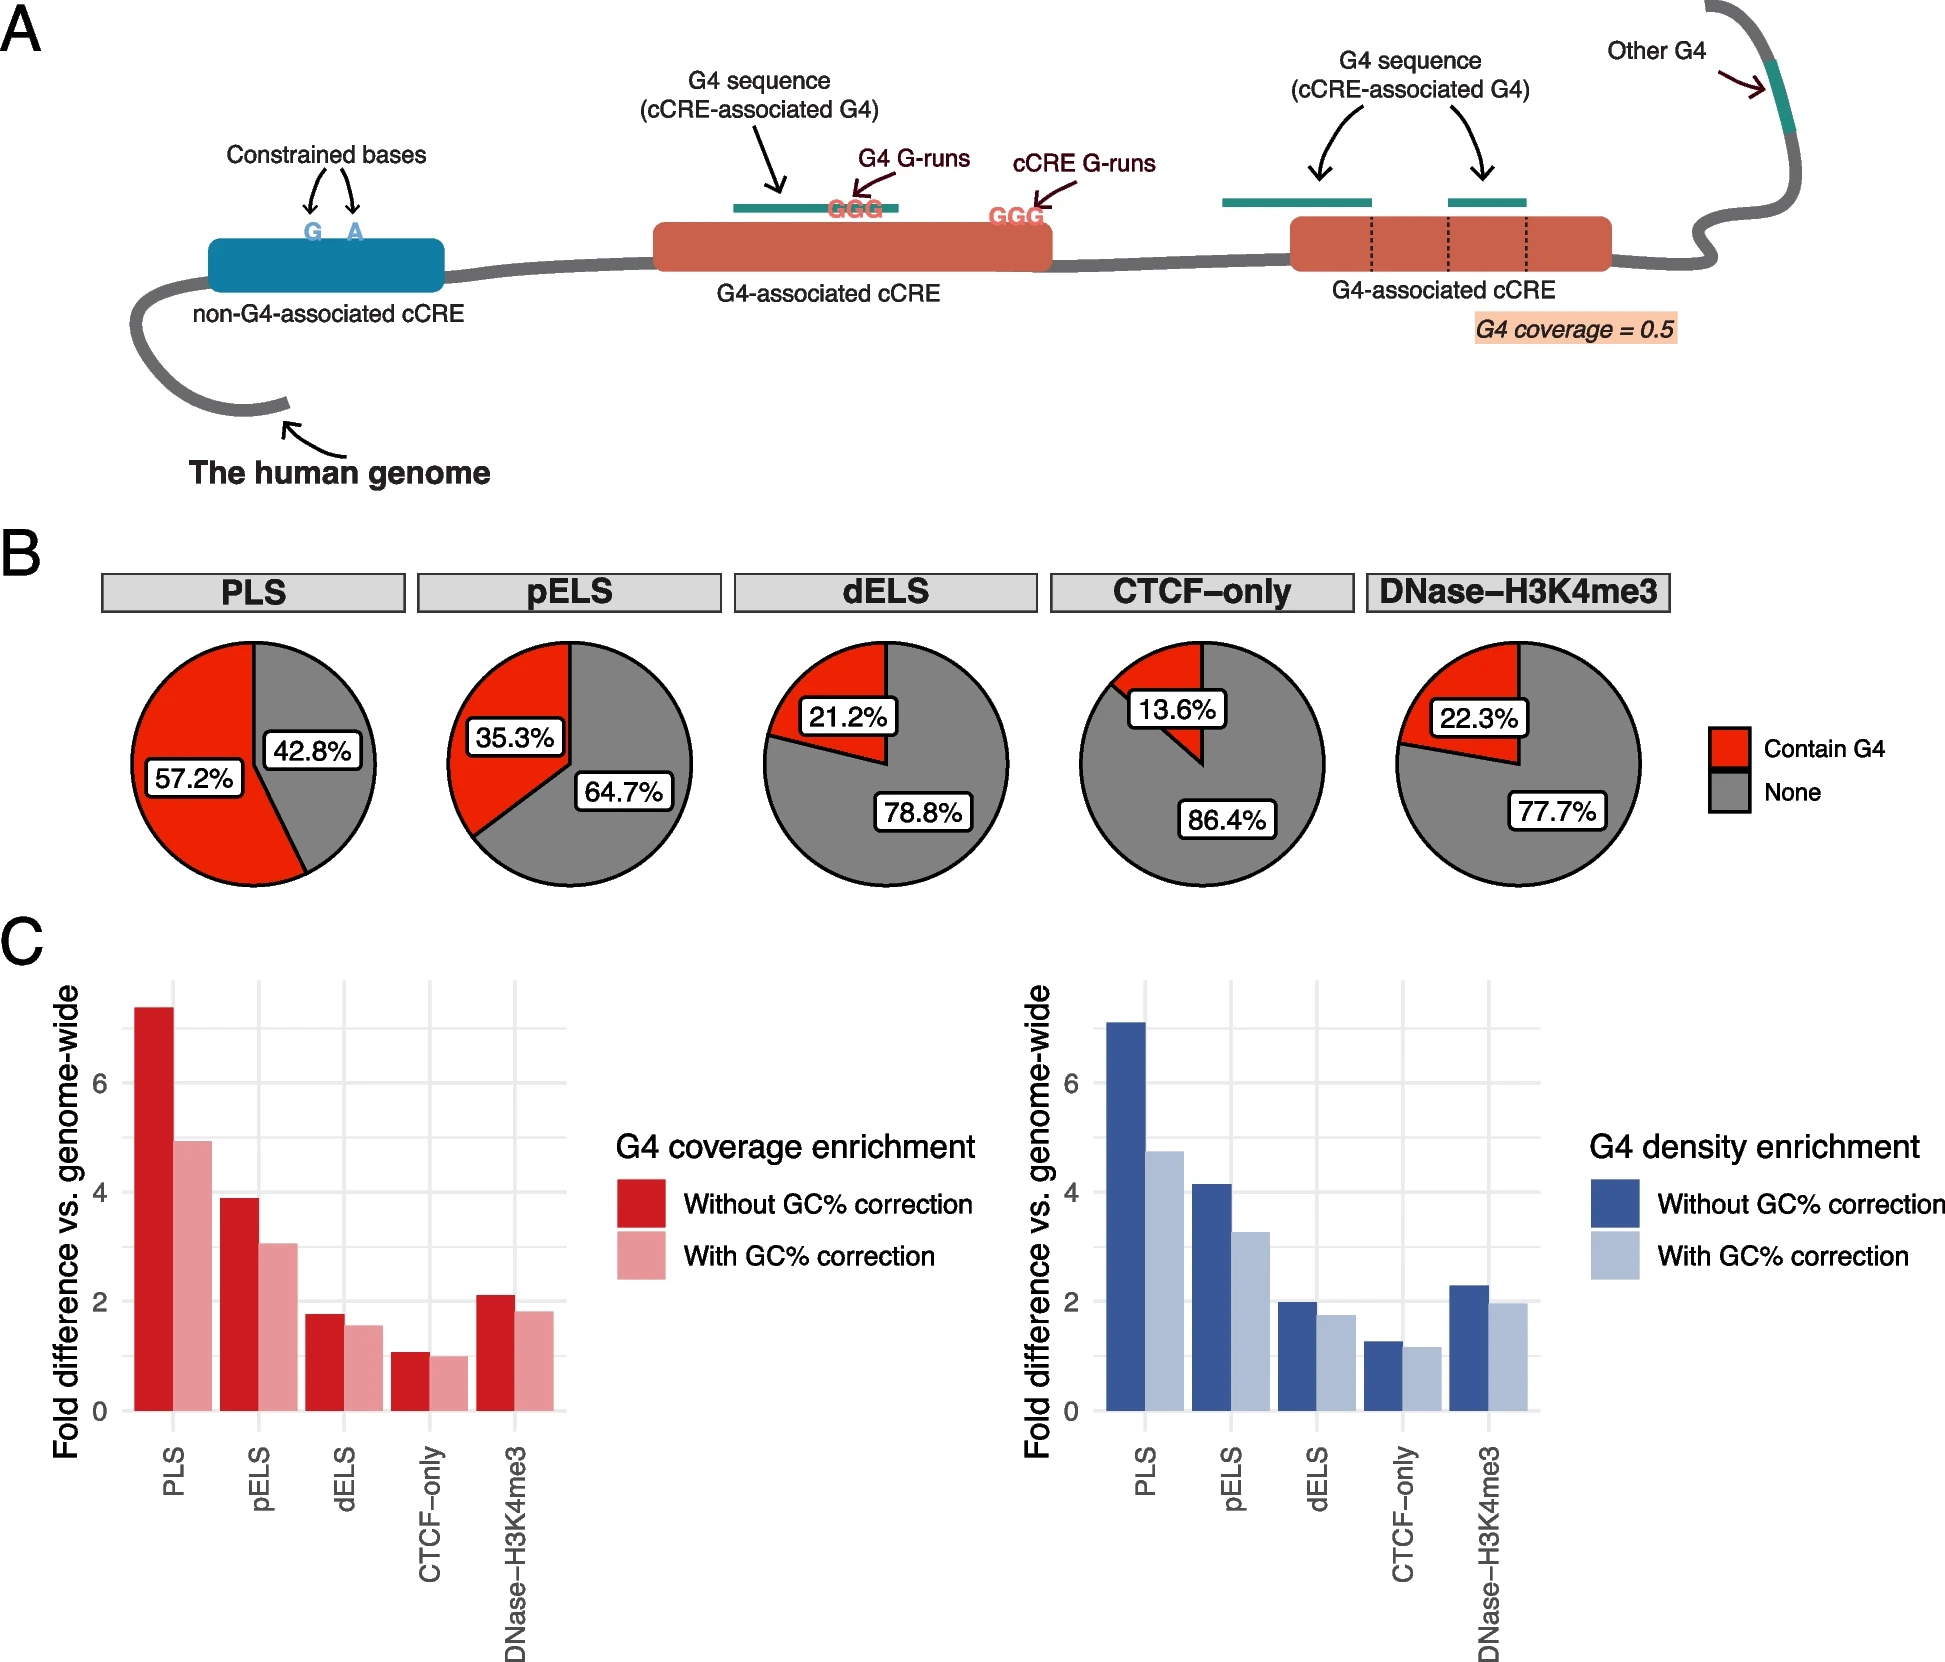 A
Other G4
G4 sequence
(cCRE-associated G4)
G4 sequence
(cCRE-associated G4)
Constrained bases
G4 G-runs
cCRE G-runs
G A
GGG
GGG
non-G4-associated cCRE
G4-associated cCRE
G4-associated cCRE
G4 coverage = 0.5
The human genome
B
PLS
pELS
dELS
CTCF–only
DNase–H3K4me3
57.2%
42.8%
35.3%
64.7%
21.2%
78.8%
13.6%
86.4%
22.3%
77.7%
Contain G4
None
C
Fold difference vs. genome-wide
6
4
2
0
PLS
pELS
dELS
CTCF–only
DNase–H3K4me3
G4 coverage enrichment
Without GC% correction
With GC% correction
Fold difference vs. genome-wide
6
4
2
0
PLS
pELS
dELS
CTCF–only
DNase–H3K4me3
G4 density enrichment
Without GC% correction
With GC% correction